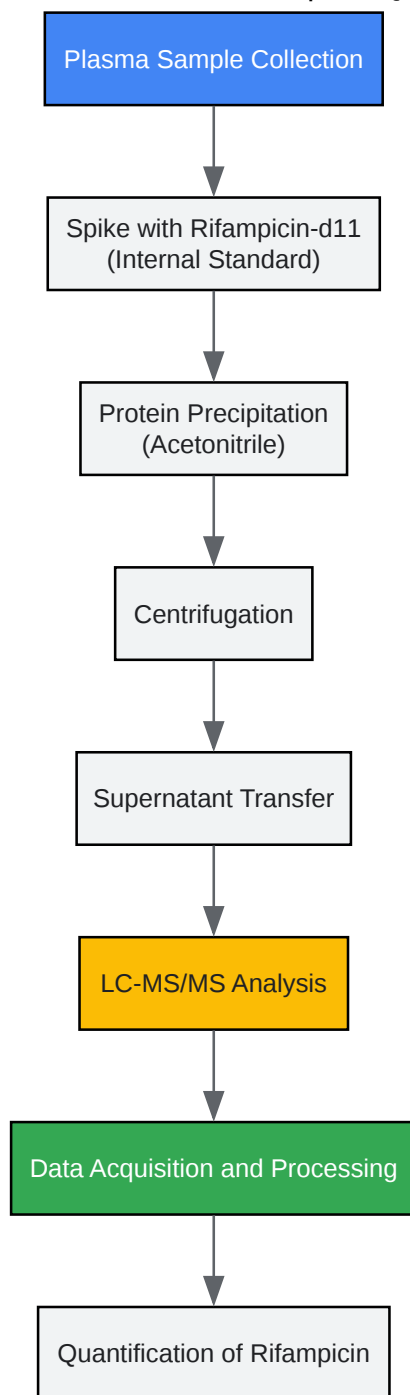 Plasma Sample Collection
Spike with Rifampicin-d11
(Internal Standard)
Protein Precipitation
(Acetonitrile)
Centrifugation
Supernatant Transfer
LC-MS/MS Analysis
Data Acquisition and Processing
Quantification of Rifampicin